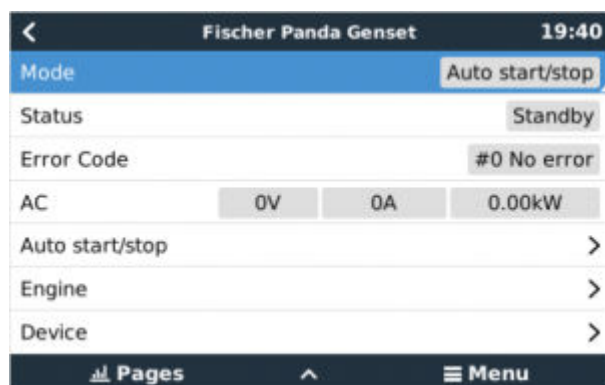 Fischer Panda Genset 19:40
Mode Auto start/stop
Status Standby
Error Code #0 No error
AC 0V 0A 0.00kW
Auto start/stop
Engine
Device
Pages Menu